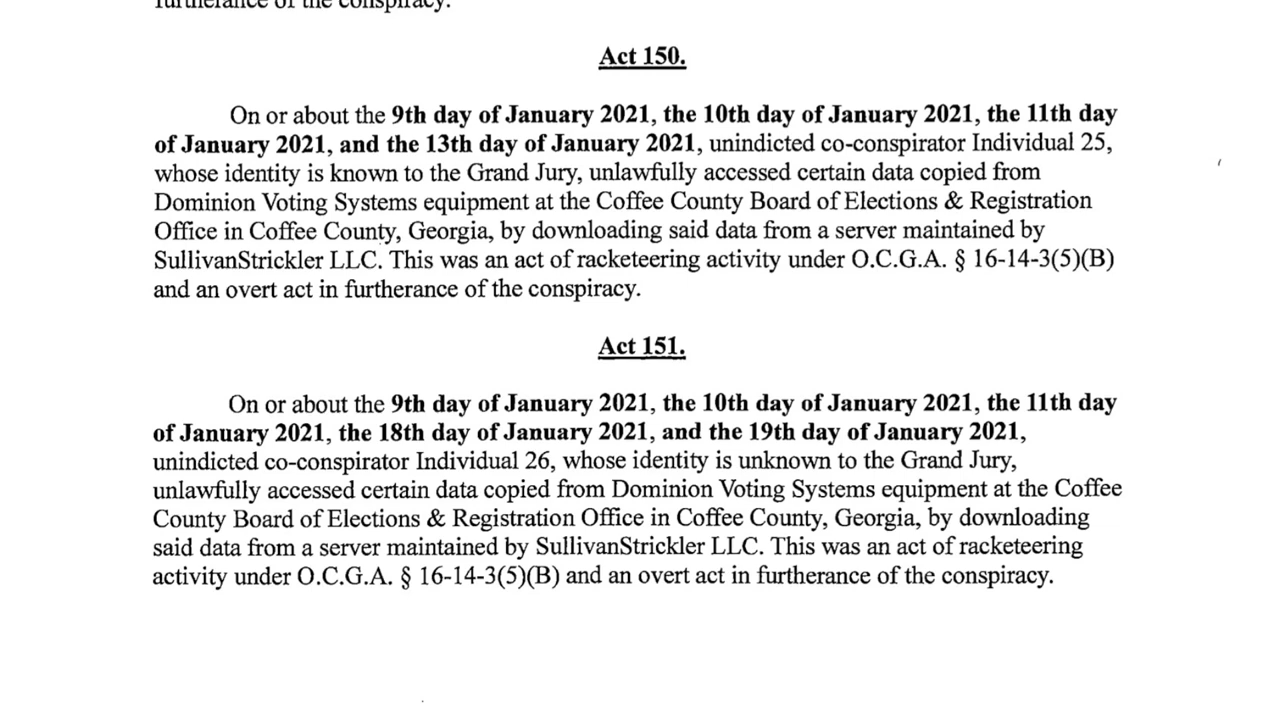 furtherance of the conspiracy.
Act 150.
On or about the 9th day of January 2021, the 10th day of January 2021, the 11th day
of January 2021, and the 13th day of January 2021, unindicted co-conspirator Individual 25,
whose identity is known to the Grand Jury, unlawfully accessed certain data copied from
Dominion Voting Systems equipment at the Coffee County Board of Elections & Registration
Office in Coffee County, Georgia, by downloading said data from a server maintained by
SullivanStrickler LLC. This was an act of racketeering activity under O.C.G.A. § 16-14-3(5)(B)
and an overt act in furtherance of the conspiracy.
Act 151.
On or about the 9th day of January 2021, the 10th day of January 2021, the 11th day
of January 2021, the 18th day of January 2021, and the 19th day of January 2021,
unindicted co-conspirator Individual 26, whose identity is unknown to the Grand Jury,
unlawfully accessed certain data copied from Dominion Voting Systems equipment at the Coffee
County Board of Elections & Registration Office in Coffee County, Georgia, by downloading
said data from a server maintained by SullivanStrickler LLC. This was an act of racketeering
activity under O.C.G.A. § 16-14-3(5)(B) and an overt act in furtherance of the conspiracy.